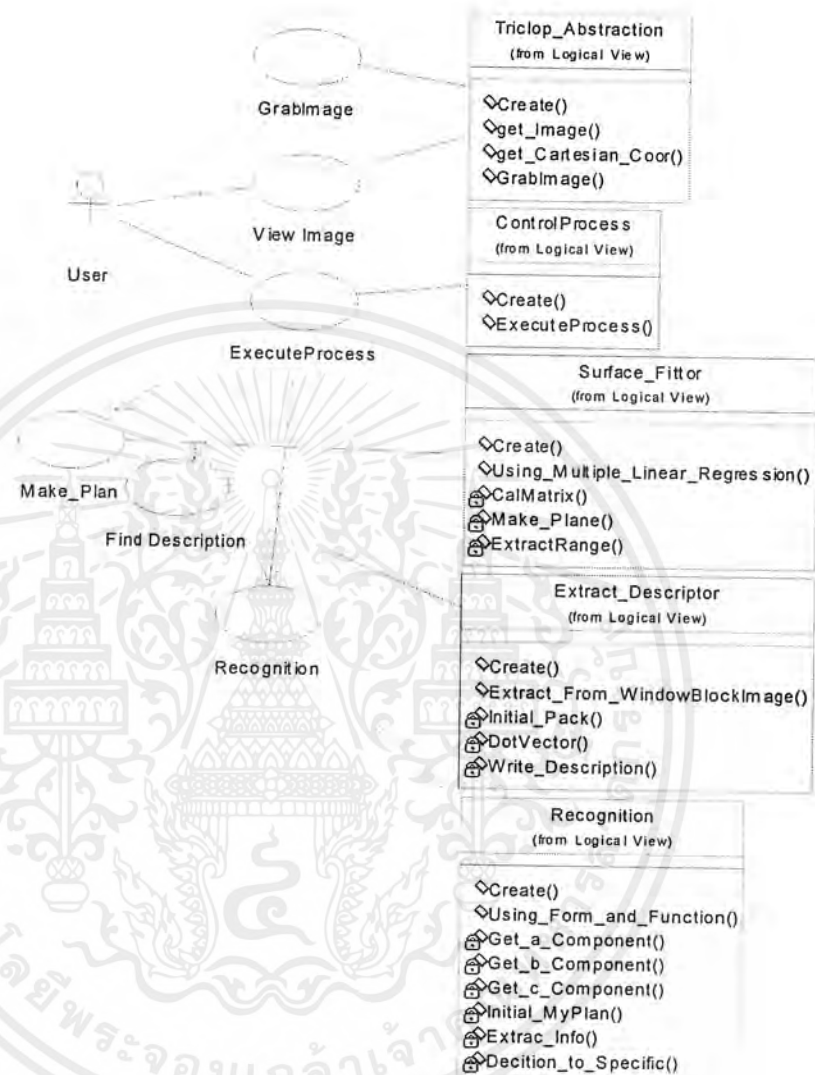 GrabImage
View Image
User
ExecuteProcess
Make_Plan
Find Description
Recognition
Triclop_Abstraction
(from Logical View)
Create()
get_Image()
get_Cartesian_Coor()
GrabImage()
ControlProcess
(from Logical View)
Create()
ExecuteProcess()
Surface_Fittor
(from Logical View)
Create()
Using_Multiple_Linear_Regression()
CalMatrix()
Make_Plane()
ExtractRange()
Extract_Descriptor
(from Logical View)
Create()
Extract_From_WindowBlockImage()
Initial_Pack()
DotVector()
Write_Description()
Recognition
(from Logical View)
Create()
Using_Form_and_Function()
Get_a_Component()
Get_b_Component()
Get_c_Component()
Initial_MyPlan()
Extrac_Info()
Decition_to_Specific()